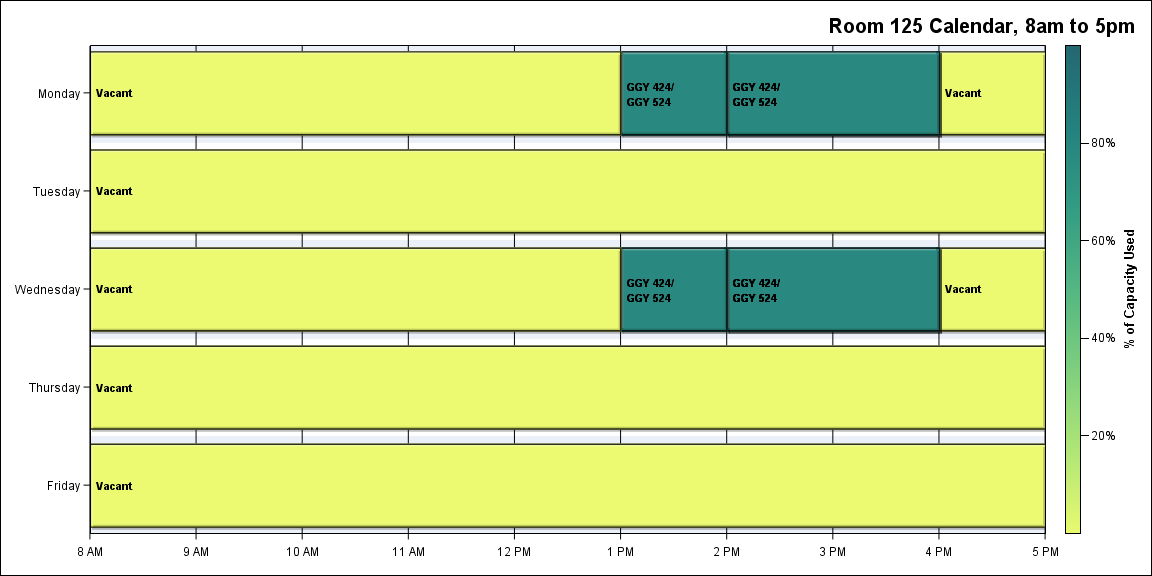 Room 125 Calendar, 8am to 5pm
Monday
Vacant
GGY 424/
GGY 524
GGY 424/
GGY 524
Vacant
Tuesday
Vacant
Wednesday
Vacant
GGY 424/
GGY 524
GGY 424/
GGY 524
Vacant
Thursday
Vacant
Friday
Vacant
8 AM
9 AM
10 AM
11 AM
12 PM
1 PM
2 PM
3 PM
4 PM
5 PM
80%
60%
40%
20%
% of Capacity Used